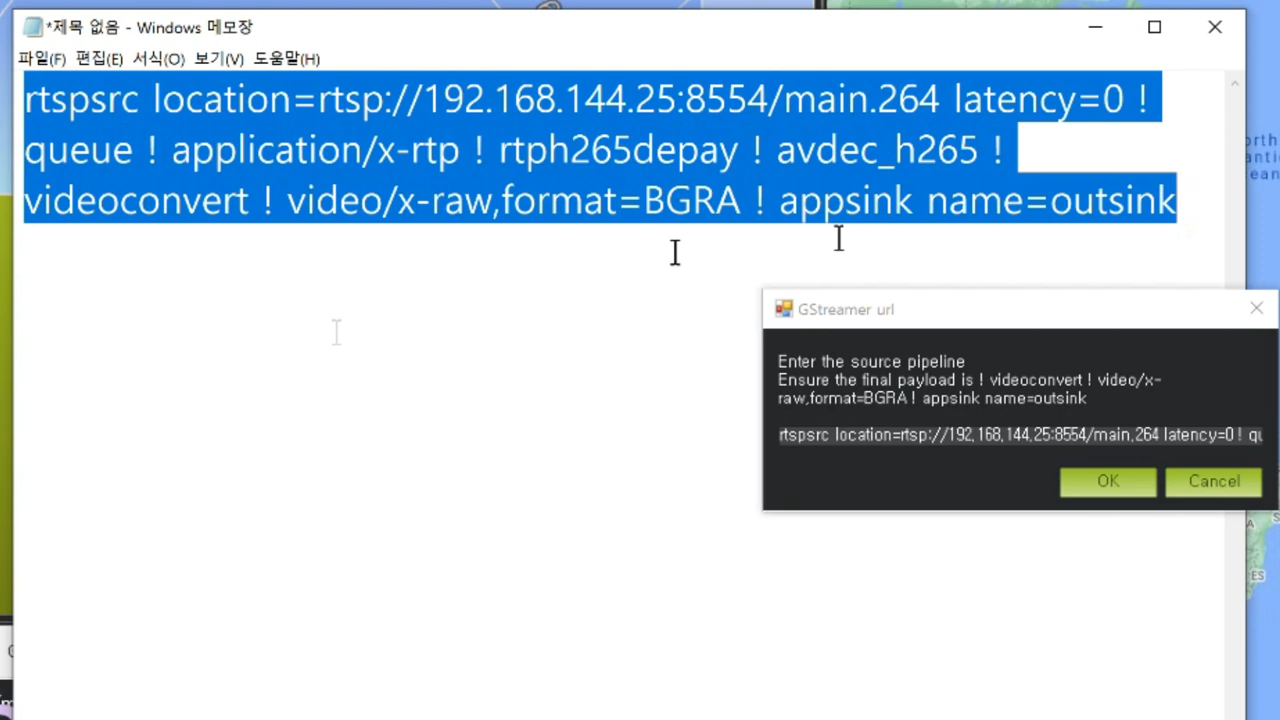 *제목 없음 - Windows 메모장
파일(F) 편집(E) 서식(O) 보기(V) 도움말(H)
rtspsrc location=rtsp://192.168.144.25:8554/main.264 latency=0 !
queue ! application/x-rtp ! rtph265depay ! avdec_h265 !
videoconvert ! video/x-raw,format=BGRA ! appsink name=outsink
GStreamer url
Enter the source pipeline
Ensure the final payload is ! videoconvert ! video/x-
raw,format=BGRA ! appsink name=outsink
rtspsrc location=rtsp://192.168.144.25:8554/main.264 latency=0 ! qu
OK Cancel
ES